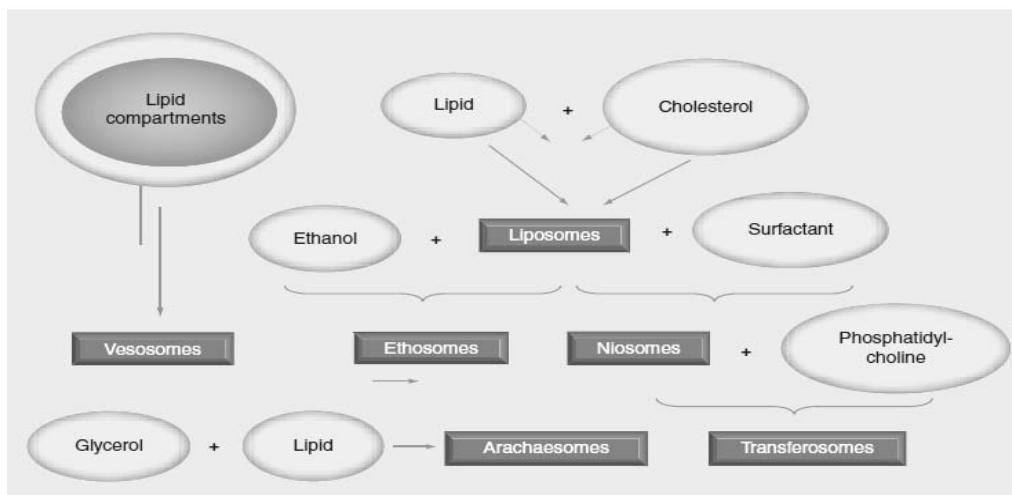 Lipid
compartments
Lipid + Cholesterol
Ethanol + Liposomes + Surfactant
Vesosomes Ethosomes Niosomes + Phosphatidyl-
choline
Glycerol + Lipid Arachaesomes Transferosomes